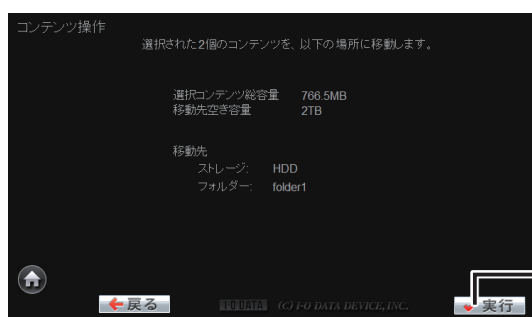 コンテンツ操作
選択された2個のコンテンツを、以下の場所に移動します。
選択コンテンツ総容量 766.5MB
移動先空き容量 2TB
移動先
ストレージ: HDD
フォルダー: folder1
戻る I-O DATA (C) I-O DATA DEVICE, INC. 実行